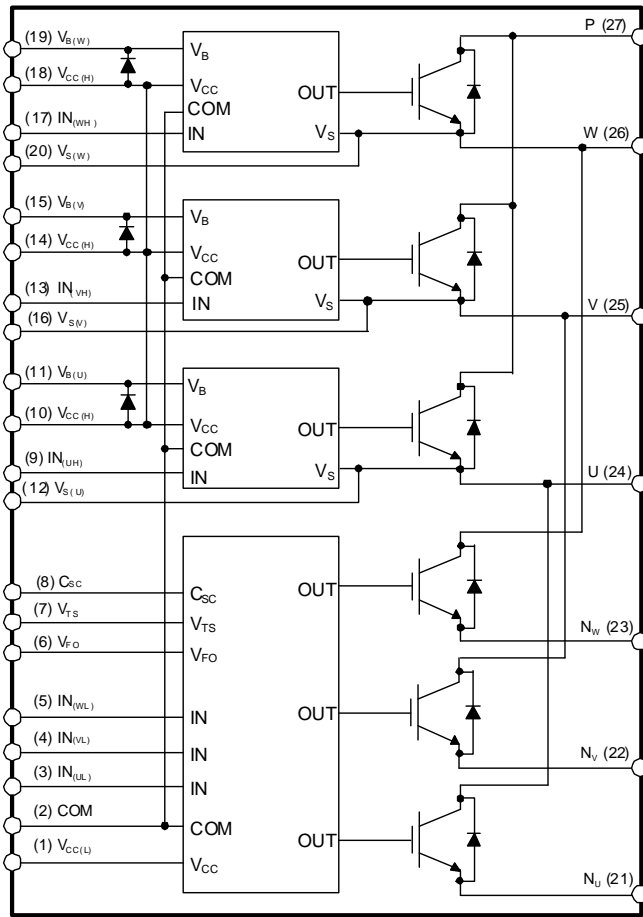 (19) VB(W)
(18) VCC(H)
(17) IN(WH)
(20) VS(W)
VB
VCC
COM
IN
OUT
VS
P (27)
W (26)
(15) VB(V)
(14) VCC(H)
(13) IN(VH)
(16) VS(V)
VB
VCC
COM
IN
OUT
VS
V (25)
(11) VB(U)
(10) VCC(H)
(9) IN(UH)
(12) VS(U)
VB
VCC
COM
IN
OUT
VS
U (24)
(8) CSC
(7) VTS
(6) VFO
(5) IN(WL)
(4) IN(VL)
(3) IN(UL)
(2) COM
(1) VCC(L)
CSC
VTS
VFO
IN
IN
IN
COM
VCC
OUT
OUT
OUT
NW (23)
NV (22)
NU (21)